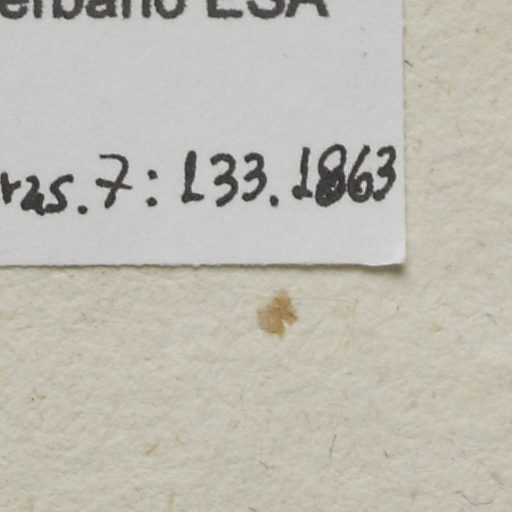 erbario LSA
ras. 7: 133. 1863